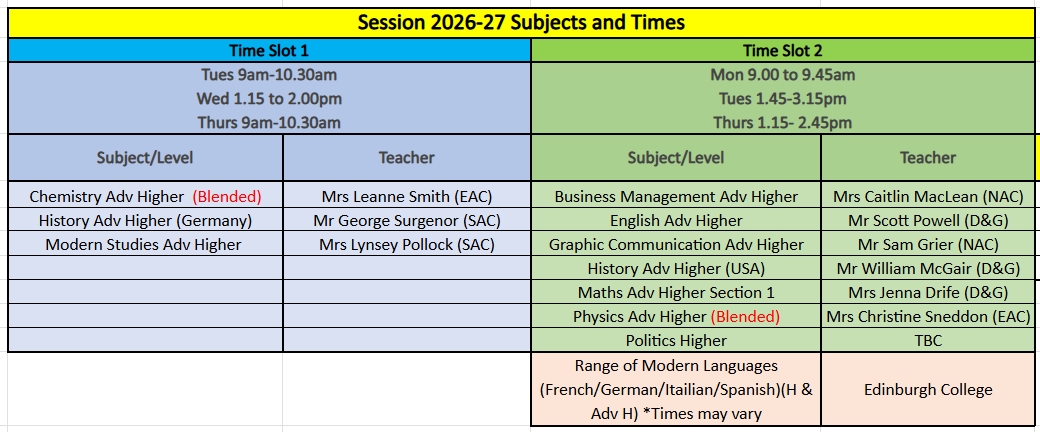 Session 2026-27 Subjects and Times
Time Slot 1 Time Slot 2
Tues 9am-10.30am Mon 9.00 to 9.45am
Wed 1.15 to 2.00pm Tues 1.45-3.15pm
Thurs 9am-10.30am Thurs 1.15- 2.45pm
Subject/Level Teacher Subject/Level Teacher
Chemistry Adv Higher (Blended) Mrs Leanne Smith (EAC) Business Management Adv Higher Mrs Caitlin MacLean (NAC)
History Adv Higher (Germany) Mr George Surgenor (SAC) English Adv Higher Mr Scott Powell (D&G)
Modern Studies Adv Higher Mrs Lynsey Pollock (SAC) Graphic Communication Adv Higher Mr Sam Grier (NAC)
History Adv Higher (USA) Mr William McGair (D&G)
Maths Adv Higher Section 1 Mrs Jenna Drife (D&G)
Physics Adv Higher (Blended) Mrs Christine Sneddon (EAC)
Politics Higher TBC
Range of Modern Languages
(French/German/Itailian/Spanish)(H & Edinburgh College
Adv H) *Times may vary